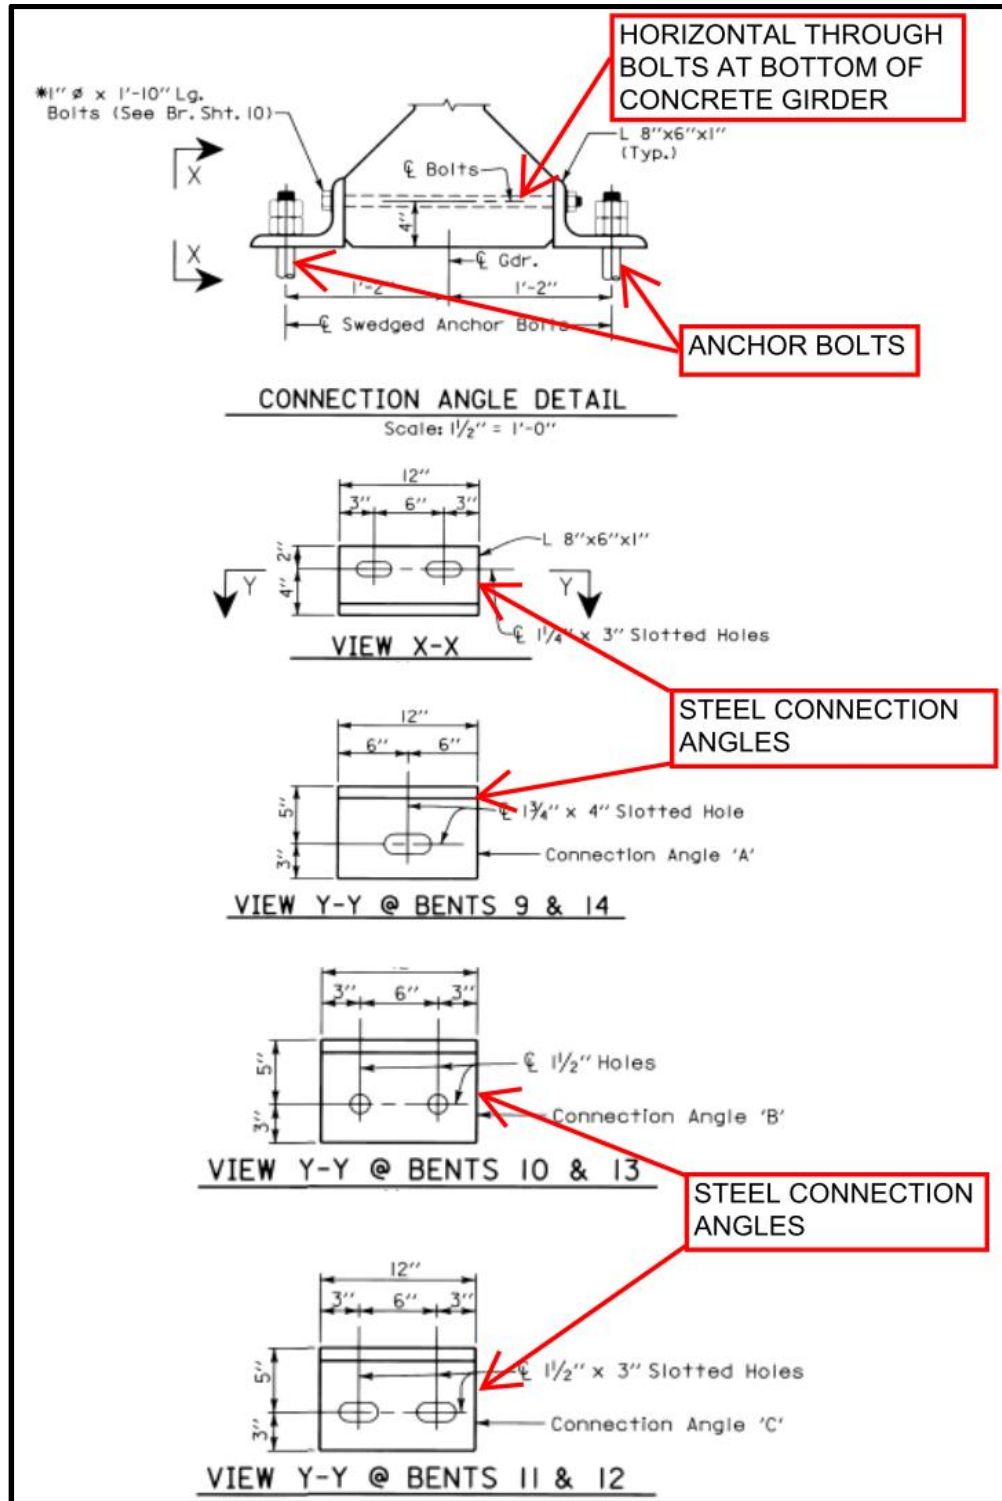 HORIZONTAL THROUGH
BOLTS AT BOTTOM OF
CONCRETE GIRDER
*1" ø x 1'-10" Lg.
Bolts (See Br. Sht. 10)
L 8"x6"x1"
(Typ.)
℄ Bolts
X
4"
X
℄ Gdr.
1'-2" 1'-2"
℄ Swedged Anchor Bolts
ANCHOR BOLTS
CONNECTION ANGLE DETAIL
Scale: 1½" = 1'-0"
12"
3" 6" 3"
L 8"x6"x1"
2"
4"
Y Y
℄ 1¼" x 3" Slotted Holes
VIEW X-X
STEEL CONNECTION
ANGLES
12"
6" 6"
5"
℄ 1¾" x 4" Slotted Hole
3"
Connection Angle 'A'
VIEW Y-Y @ BENTS 9 & 14
3" 6" 3"
5"
℄ 1½" Holes
3"
Connection Angle 'B'
VIEW Y-Y @ BENTS 10 & 13
STEEL CONNECTION
ANGLES
12"
3" 6" 3"
5"
℄ 1½" x 3" Slotted Holes
3"
Connection Angle 'C'
VIEW Y-Y @ BENTS 11 & 12